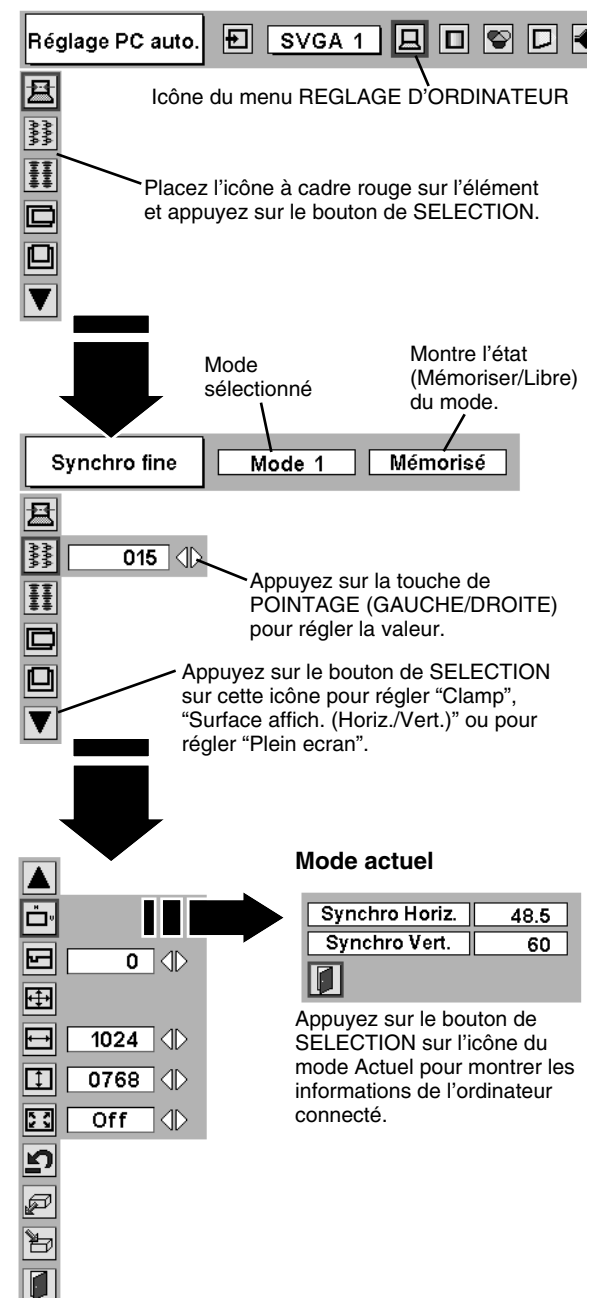 Réglage PC auto. SVGA 1
Icône du menu REGLAGE D'ORDINATEUR
Placez l'icône à cadre rouge sur l'élément
et appuyez sur le bouton de SELECTION.
Mode
sélectionné
Montre l'état
(Mémoriser/Libre)
du mode.
Synchro fine Mode 1 Mémorisé
015
Appuyez sur la touche de
POINTAGE (GAUCHE/DROITE)
pour régler la valeur.
Appuyez sur le bouton de SELECTION
sur cette icône pour régler “Clamp”,
“Surface affich. (Horiz./Vert.)” ou pour
régler “Plein ecran”.
Mode actuel
H
V
Synchro Horiz. 48.5
Synchro Vert. 60
0
1024
0768
Off
Appuyez sur le bouton de
SELECTION sur l'icône du
mode Actuel pour montrer les
informations de l'ordinateur
connecté.